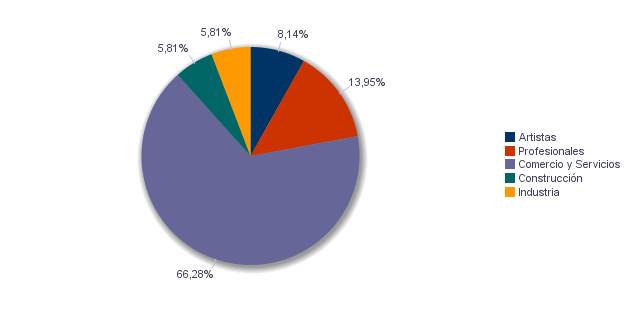 5,81%
8,14%
5,81%
13,95%
66,28%
Artistas
Profesionales
Comercio y Servicios
Construcción
Industria